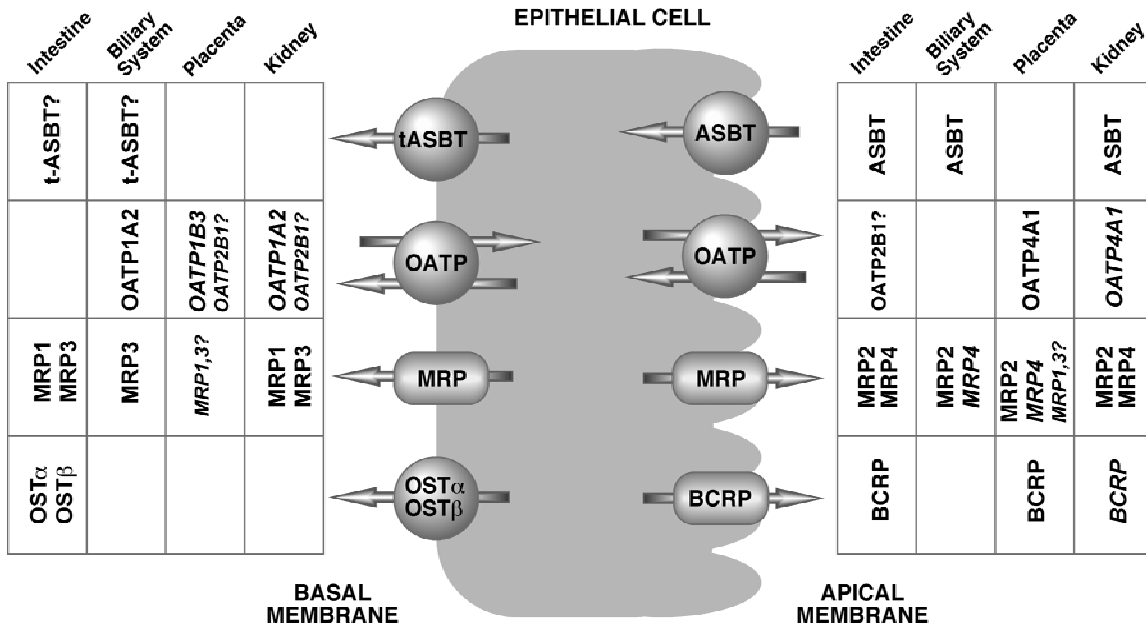 EPITHELIAL CELL
Intestine
Biliary
System
Placenta
Kidney
t-ASBT?
t-ASBT?
OATP1A2
OATP1B3
OATP2B1?
OATP1A2
OATP2B1?
MRP1
MRP3
MRP3
MRP1,3?
MRP1
MRP3
OSTα
OSTβ
tASBT
ASBT
OATP
OATP
MRP
MRP
OSTα
OSTβ
BCRP
Intestine
Biliary
System
Placenta
Kidney
ASBT
ASBT
ASBT
OATP2B1?
OATP4A1
OATP4A1
MRP2
MRP4
MRP2
MRP4
MRP2
MRP4
MRP1,3?
MRP2
MRP4
BCRP
BCRP
BCRP
BASAL
MEMBRANE
APICAL
MEMBRANE